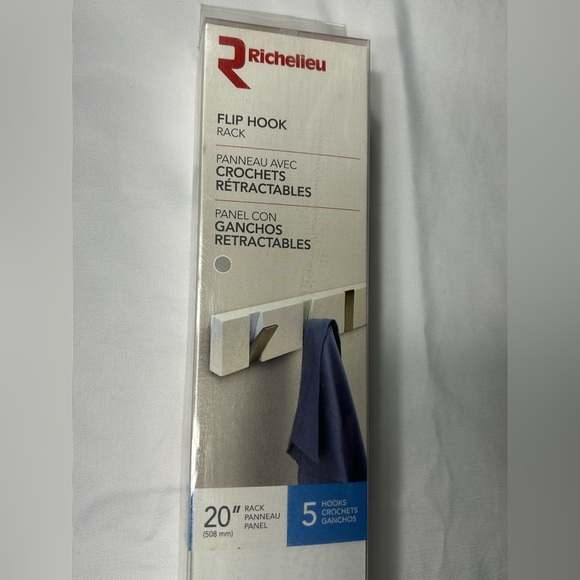 Richelieu
FLIP HOOK
RACK
PANNEAU AVEC
CROCHETS
RÉTRACTABLES
PANEL CON
GANCHOS
RETRACTABLES
20"
(508 mm)
RACK
PANNEAU
PANEL
5
HOOKS
CROCHETS
GANCHOS